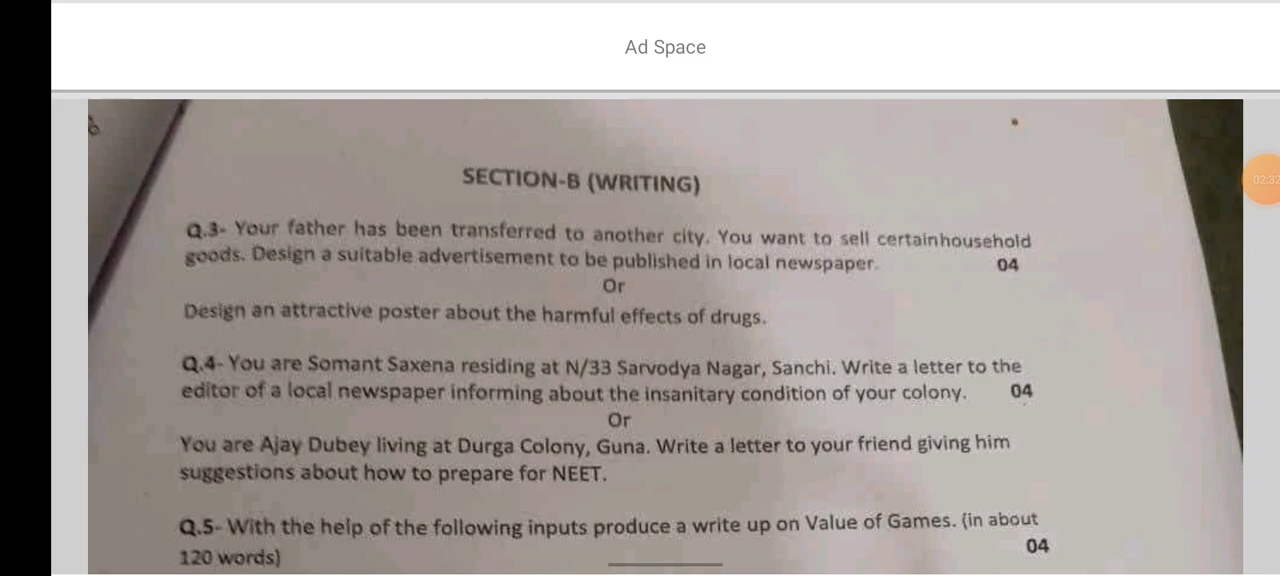 Ad Space
SECTION-B (WRITING)
Q.3- Your father has been transferred to another city. You want to sell certainhousehold
goods. Design a suitable advertisement to be published in local newspaper. 04
Or
Design an attractive poster about the harmful effects of drugs.
Q.4- You are Somant Saxena residing at N/33 Sarvodya Nagar, Sanchi. Write a letter to the
editor of a local newspaper informing about the insanitary condition of your colony. 04
Or
You are Ajay Dubey living at Durga Colony, Guna. Write a letter to your friend giving him
suggestions about how to prepare for NEET.
Q.5- With the help of the following inputs produce a write up on Value of Games. (in about
120 words) 04
02:32